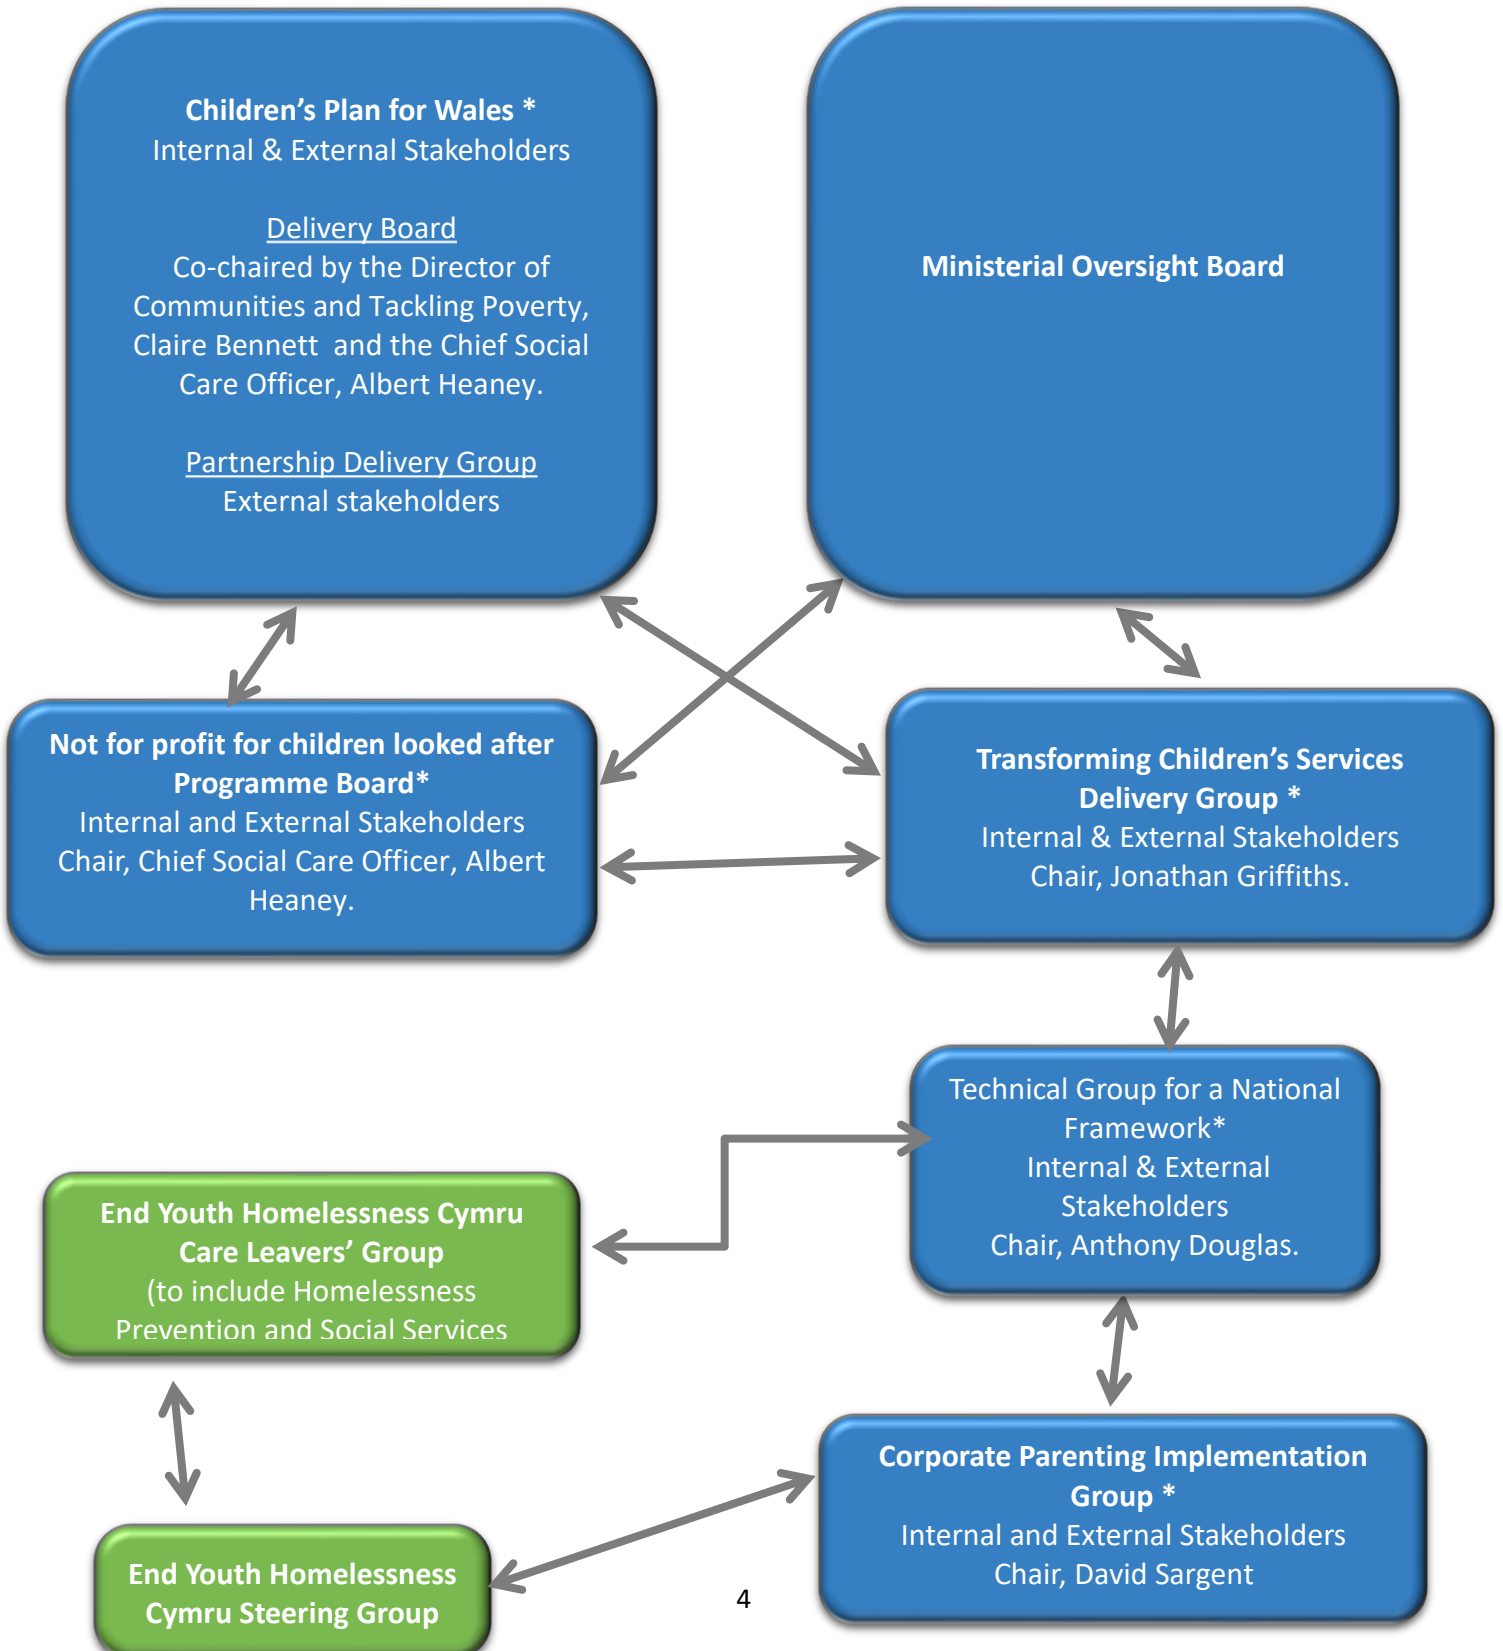 Children’s Plan for Wales *
Internal & External Stakeholders
Delivery Board
Co-chaired by the Director of
Communities and Tackling Poverty,
Claire Bennett  and the Chief Social
Care Officer, Albert Heaney.
Partnership Delivery Group
External stakeholders
Ministerial Oversight Board
Not for profit for children looked after
Programme Board*
Internal and External Stakeholders
Chair, Chief Social Care Officer, Albert
Heaney.
Transforming Children’s Services
Delivery Group *
Internal & External Stakeholders
Chair, Jonathan Griffiths.
Technical Group for a National
Framework*
Internal & External
Stakeholders
Chair, Anthony Douglas.
End Youth Homelessness Cymru
Care Leavers’ Group
(to include Homelessness
Prevention and Social Services
Corporate Parenting Implementation
Group *
Internal and External Stakeholders
Chair, David Sargent
End Youth Homelessness
Cymru Steering Group
4